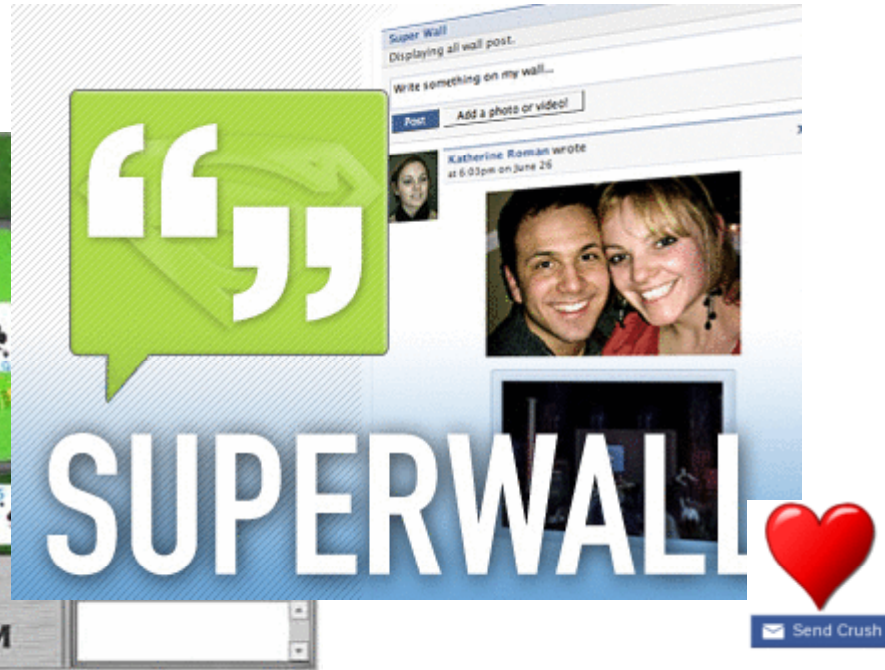 Super Wall
Displaying all wall post.
Write something on my wall...
Post
Add a photo or video!
Katherine Roman wrote
at 6:03pm on June 26
“ ”
SUPERWALL
Send Crush